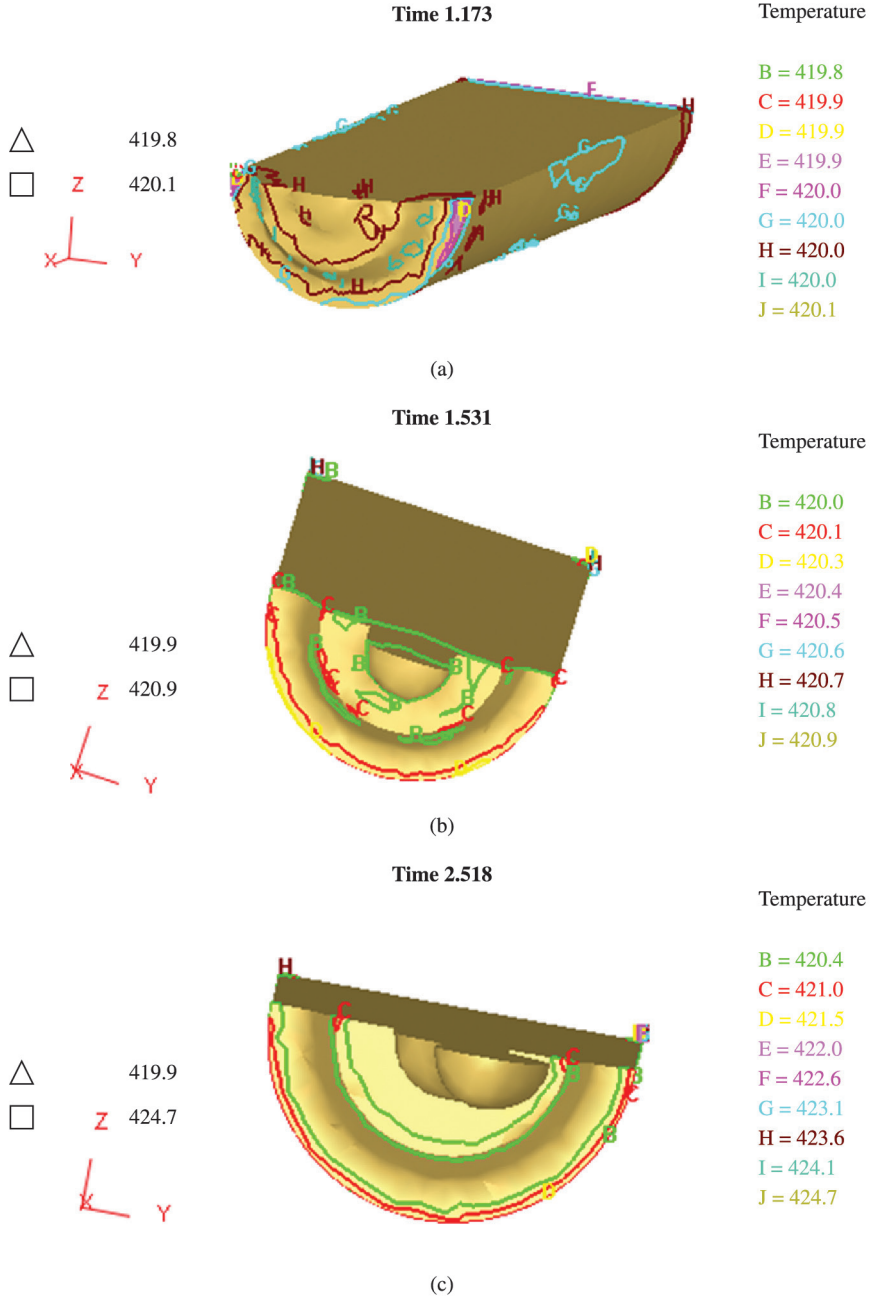 Time 1.173
Temperature
B = 419.8
C = 419.9
D = 419.9
E = 419.9
F = 420.0
G = 420.0
H = 420.0
I = 420.0
J = 420.1
419.8
420.1
Z
X
Y
F
H
G
G
G
H
H
H
D
H
H
G
G
H
I
G
H
(a)
Time 1.531
Temperature
B = 420.0
C = 420.1
D = 420.3
E = 420.4
F = 420.5
G = 420.6
H = 420.7
I = 420.8
J = 420.9
419.9
420.9
Z
X
Y
H B
D
H
C B
C
C
B
B
B
B
C
C
C
B
C
B
C
B
D
D
(b)
Time 2.518
Temperature
B = 420.4
C = 421.0
D = 421.5
E = 422.0
F = 422.6
G = 423.1
H = 423.6
I = 424.1
J = 424.7
419.9
424.7
Z
X
Y
H
C
F
C
B
B
C
B
D
(c)